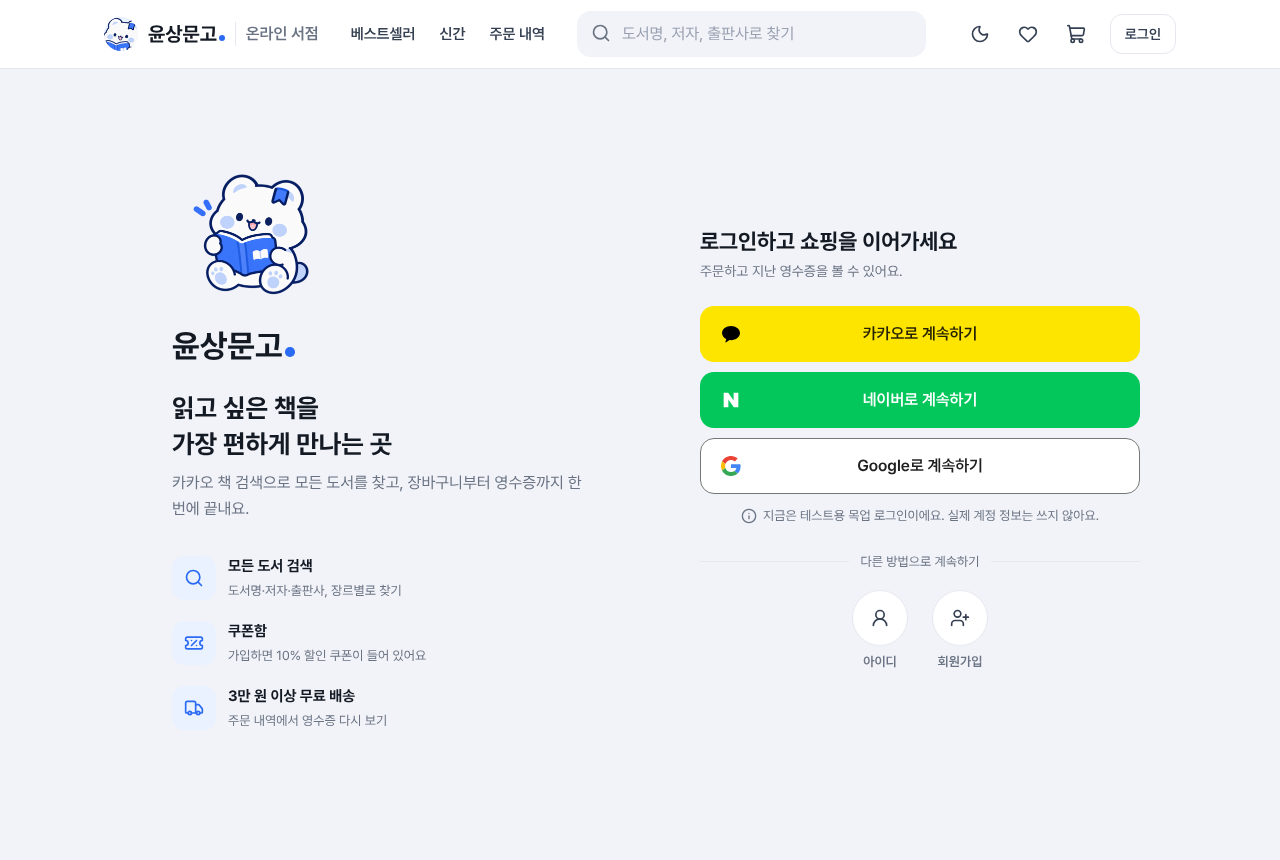 윤상문고 온라인 서점 베스트셀러 신간 주문 내역 도서명, 저자, 출판사로 찾기 로그인
윤상문고
읽고 싶은 책을
가장 편하게 만나는 곳
카카오 책 검색으로 모든 도서를 찾고, 장바구니부터 영수증까지 한
번에 끝내요.
모든 도서 검색
도서명·저자·출판사, 장르별로 찾기
쿠폰함
가입하면 10% 할인 쿠폰이 들어 있어요
3만 원 이상 무료 배송
주문 내역에서 영수증 다시 보기
로그인하고 쇼핑을 이어가세요
주문하고 지난 영수증을 볼 수 있어요.
카카오로 계속하기
N 네이버로 계속하기
G Google로 계속하기
지금은 테스트용 목업 로그인이에요. 실제 계정 정보는 쓰지 않아요.
다른 방법으로 계속하기
아이디 회원가입